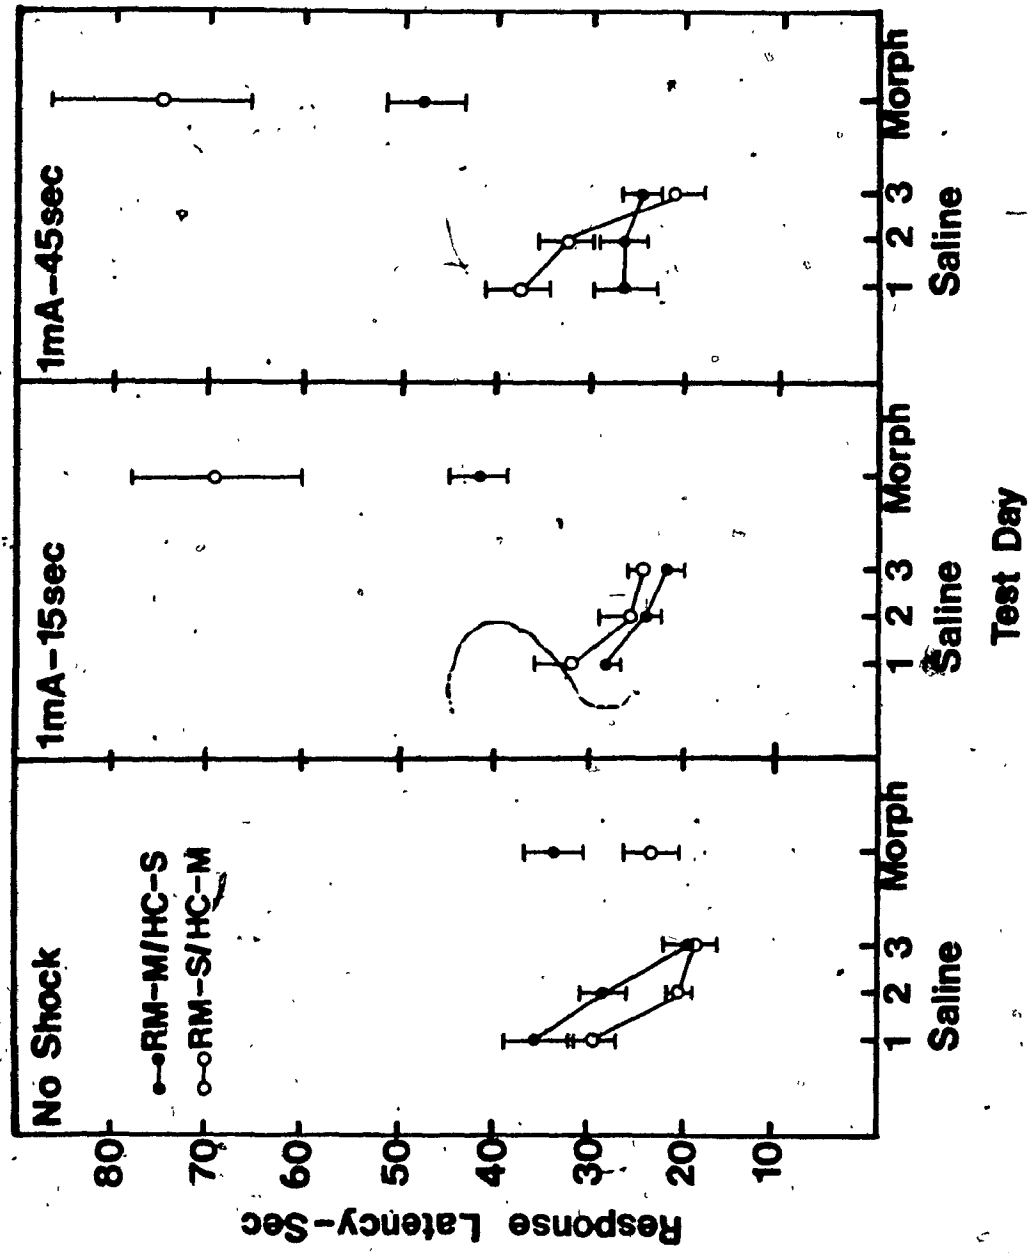 No Shock
RM-M/HC-S
RM-S/HC-M
1mA-15sec
1mA-45sec
Response Latency-Sec
80
70
60
50
40
30
20
10
1 2 3 Morph
Saline
1 2 3 Morph
Saline
1 2 3 Morph
Saline
Test Day